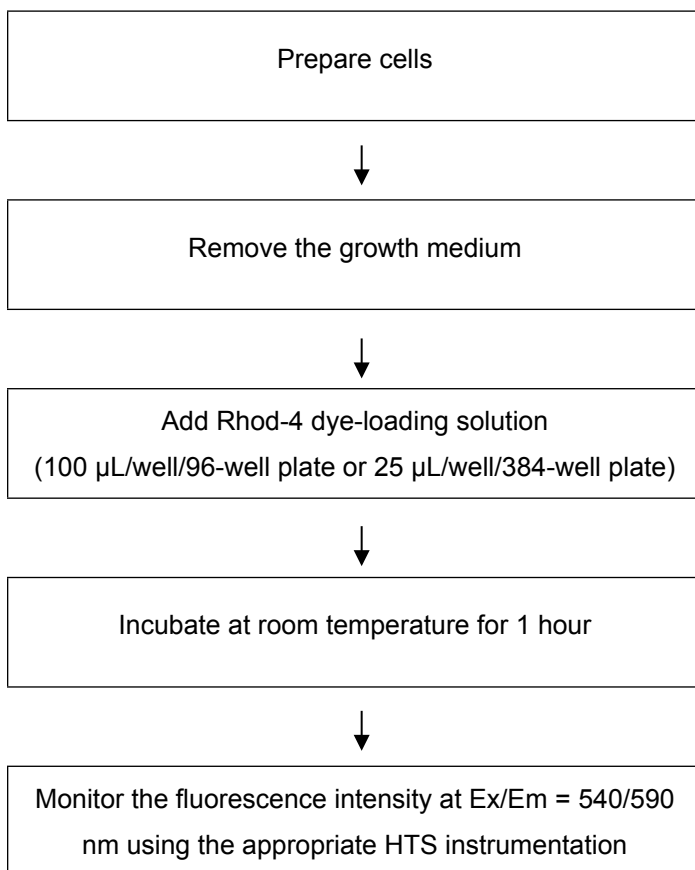 Prepare cells
Remove the growth medium
Add Rhod-4 dye-loading solution
(100 µL/well/96-well plate or 25 µL/well/384-well plate)
Incubate at room temperature for 1 hour
Monitor the fluorescence intensity at Ex/Em = 540/590
nm using the appropriate HTS instrumentation